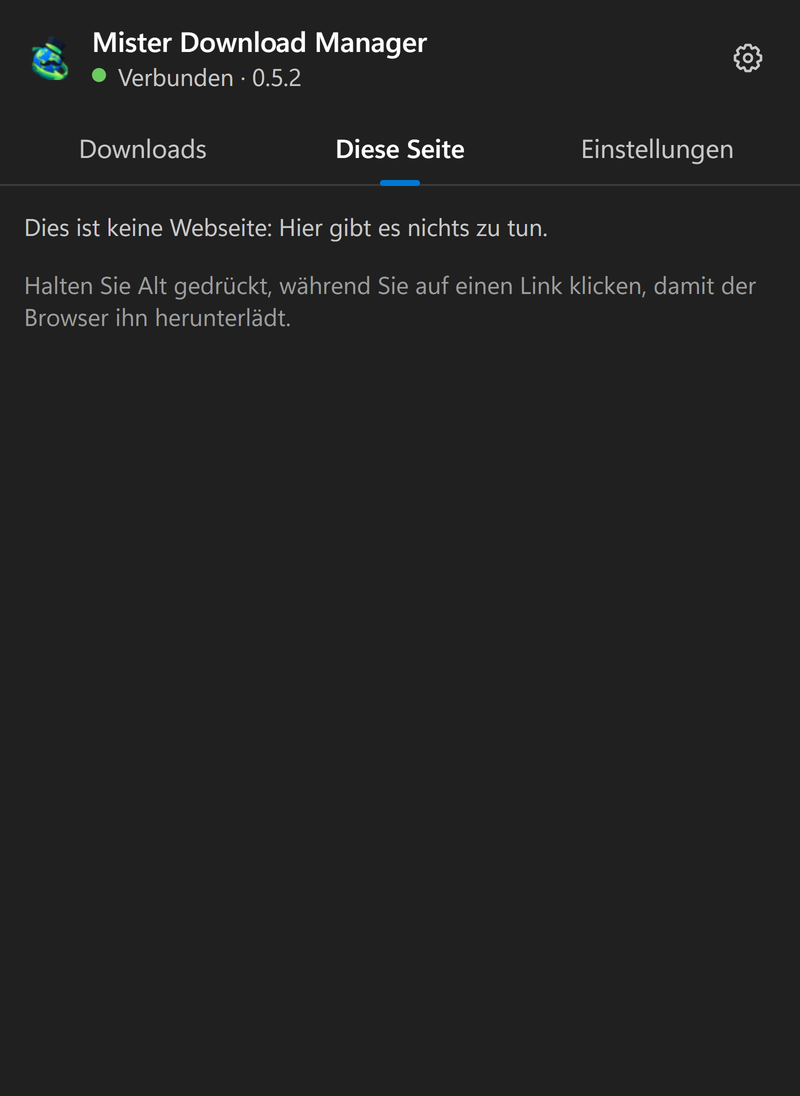 Mister Download Manager
Verbunden · 0.5.2
Downloads
Diese Seite
Einstellungen
Dies ist keine Webseite: Hier gibt es nichts zu tun.
Halten Sie Alt gedrückt, während Sie auf einen Link klicken, damit der
Browser ihn herunterlädt.